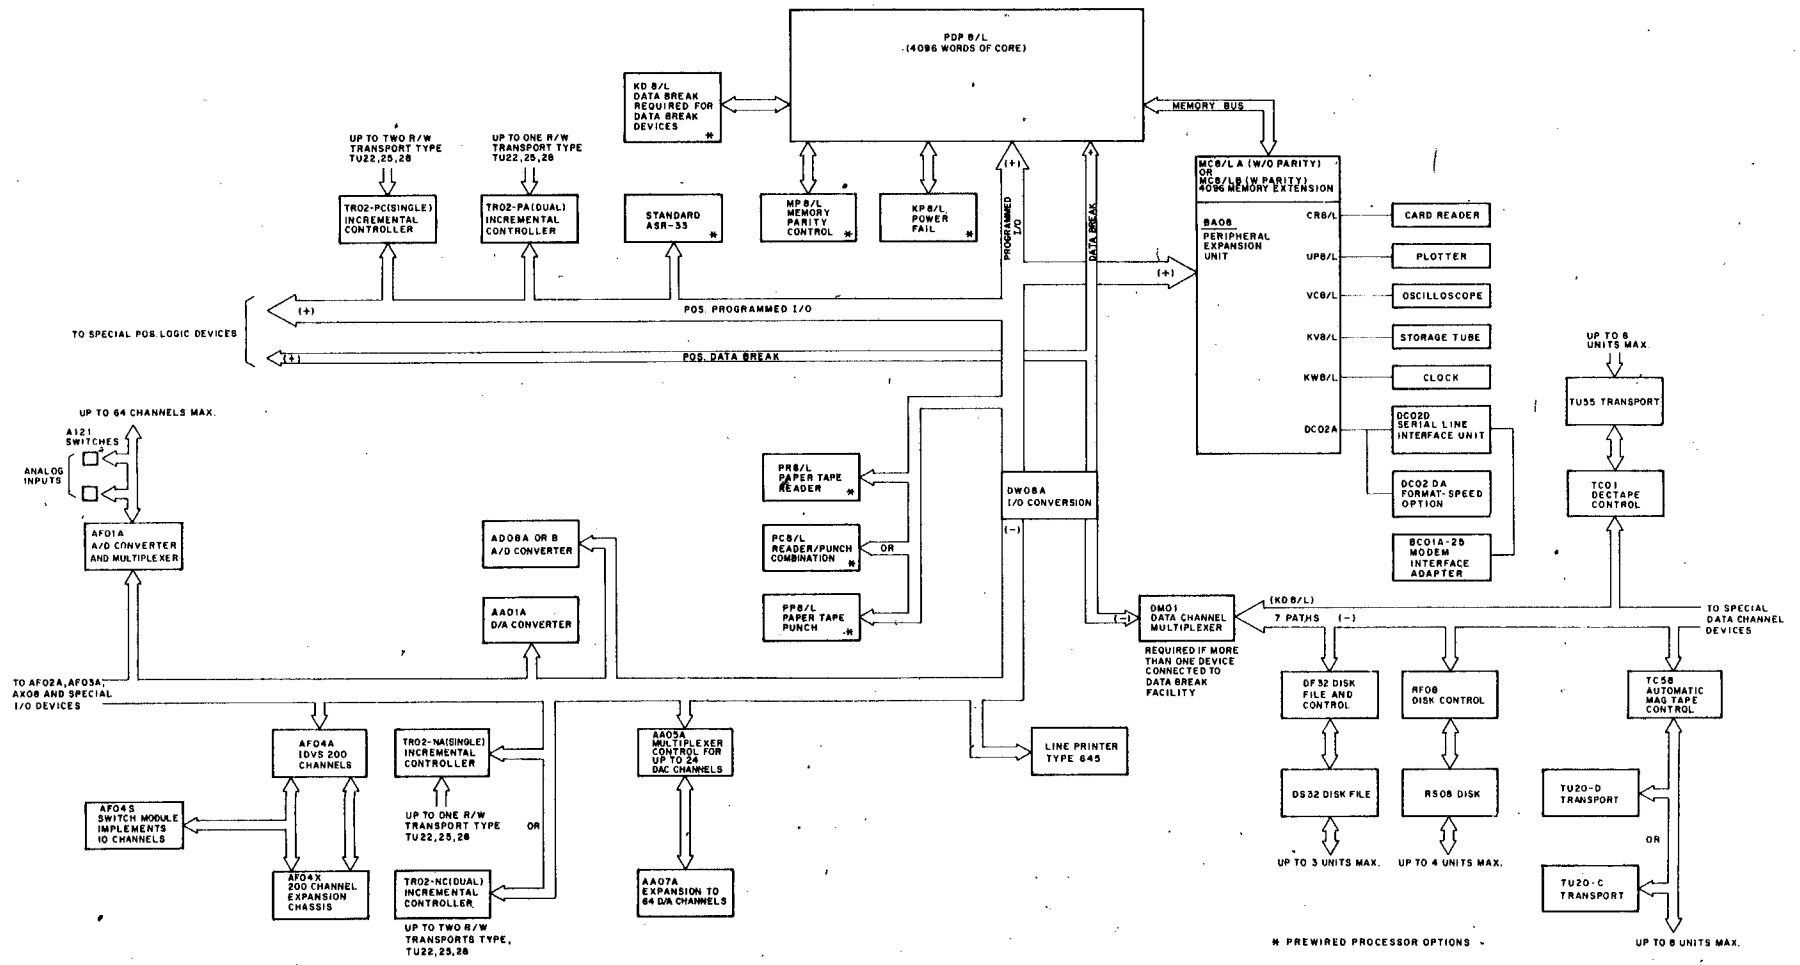 PDP 8/L
(4096 WORDS OF CORE)
KD 8/L
DATA BREAK
REQUIRED FOR
DATA BREAK
DEVICES
*
MEMORY BUS
UP TO TWO R/W
TRANSPORT TYPE
TU22,25,28
UP TO ONE R/W
TRANSPORT TYPE
TU22,25,28
TR02-PC(SINGLE)
INCREMENTAL
CONTROLLER
TR02-PA(DUAL)
INCREMENTAL
CONTROLLER
STANDARD
ASR-33
*
MP8/L
MEMORY
PARITY
CONTROL
*
KP8/L
POWER
FAIL
*
(+)
PROGRAMMED
I/O
+
DATA BREAK
MC8/L A (W/O PARITY)
OR
MC8/LB (W PARITY)
4096 MEMORY EXTENSION
BA08
PERIPHERAL
EXPANSION
UNIT
(+)
CR8/L
CARD READER
UP8/L
PLOTTER
VC8/L
OSCILLOSCOPE
KV8/L
STORAGE TUBE
KW8/L
CLOCK
DC02A
DC02D
SERIAL LINE
INTERFACE UNIT
DC02 DA
FORMAT-SPEED
OPTION
BC01A-25
MODEM
INTERFACE
ADAPTER
TO SPECIAL POS. LOGIC DEVICES
(+)
POS. PROGRAMMED I/O
(+)
POS. DATA BREAK
UP TO 8
UNITS MAX.
TU55 TRANSPORT
TC01
DECTAPE
CONTROL
UP TO 64 CHANNELS MAX.
A121
SWITCHES
ANALOG
INPUTS
AF01A
A/D CONVERTER
AND MULTIPLEXER
AD08A OR B
A/D CONVERTER
AA01A
D/A CONVERTER
PR8/L
PAPER TAPE
READER
*
PC8/L
READER/PUNCH
COMBINATION
*
OR
PP8/L
PAPER TAPE
PUNCH
*
DW08A
I/O CONVERSION
(-)
(-)
DM01
DATA CHANNEL
MULTIPLEXER
REQUIRED IF MORE
THAN ONE DEVICE
CONNECTED TO
DATA BREAK
FACILITY
(KD8/L)
7 PATHS
(-)
TO SPECIAL
DATA CHANNEL
DEVICES
TO AF02A, AF03A,
AX08 AND SPECIAL
I/O DEVICES
AF04A
IDVS 200
CHANNELS
TR02-NA(SINGLE)
INCREMENTAL
CONTROLLER
UP TO ONE R/W
TRANSPORT TYPE
TU22,25,28
OR
AA05A
MULTIPLEXER
CONTROL FOR
UP TO 24
DAC CHANNELS
LINE PRINTER
TYPE 645
DF32 DISK
FILE AND
CONTROL
RF08
DISK CONTROL
TC58
AUTOMATIC
MAG TAPE
CONTROL
AF04S
SWITCH MODULE
IMPLEMENTS
10 CHANNELS
DS32 DISK FILE
RS08 DISK
UP TO 3 UNITS MAX.
UP TO 4 UNITS MAX.
TU20-D
TRANSPORT
OR
TU20-C
TRANSPORT
UP TO 8 UNITS MAX.
AF04X
200 CHANNEL
EXPANSION
CHASSIS
TR02-NC(DUAL)
INCREMENTAL
CONTROLLER
UP TO TWO R/W
TRANSPORTS TYPE,
TU22,25,28
AA07A
EXPANSION TO
64 D/A CHANNELS
* PREWIRED PROCESSOR OPTIONS